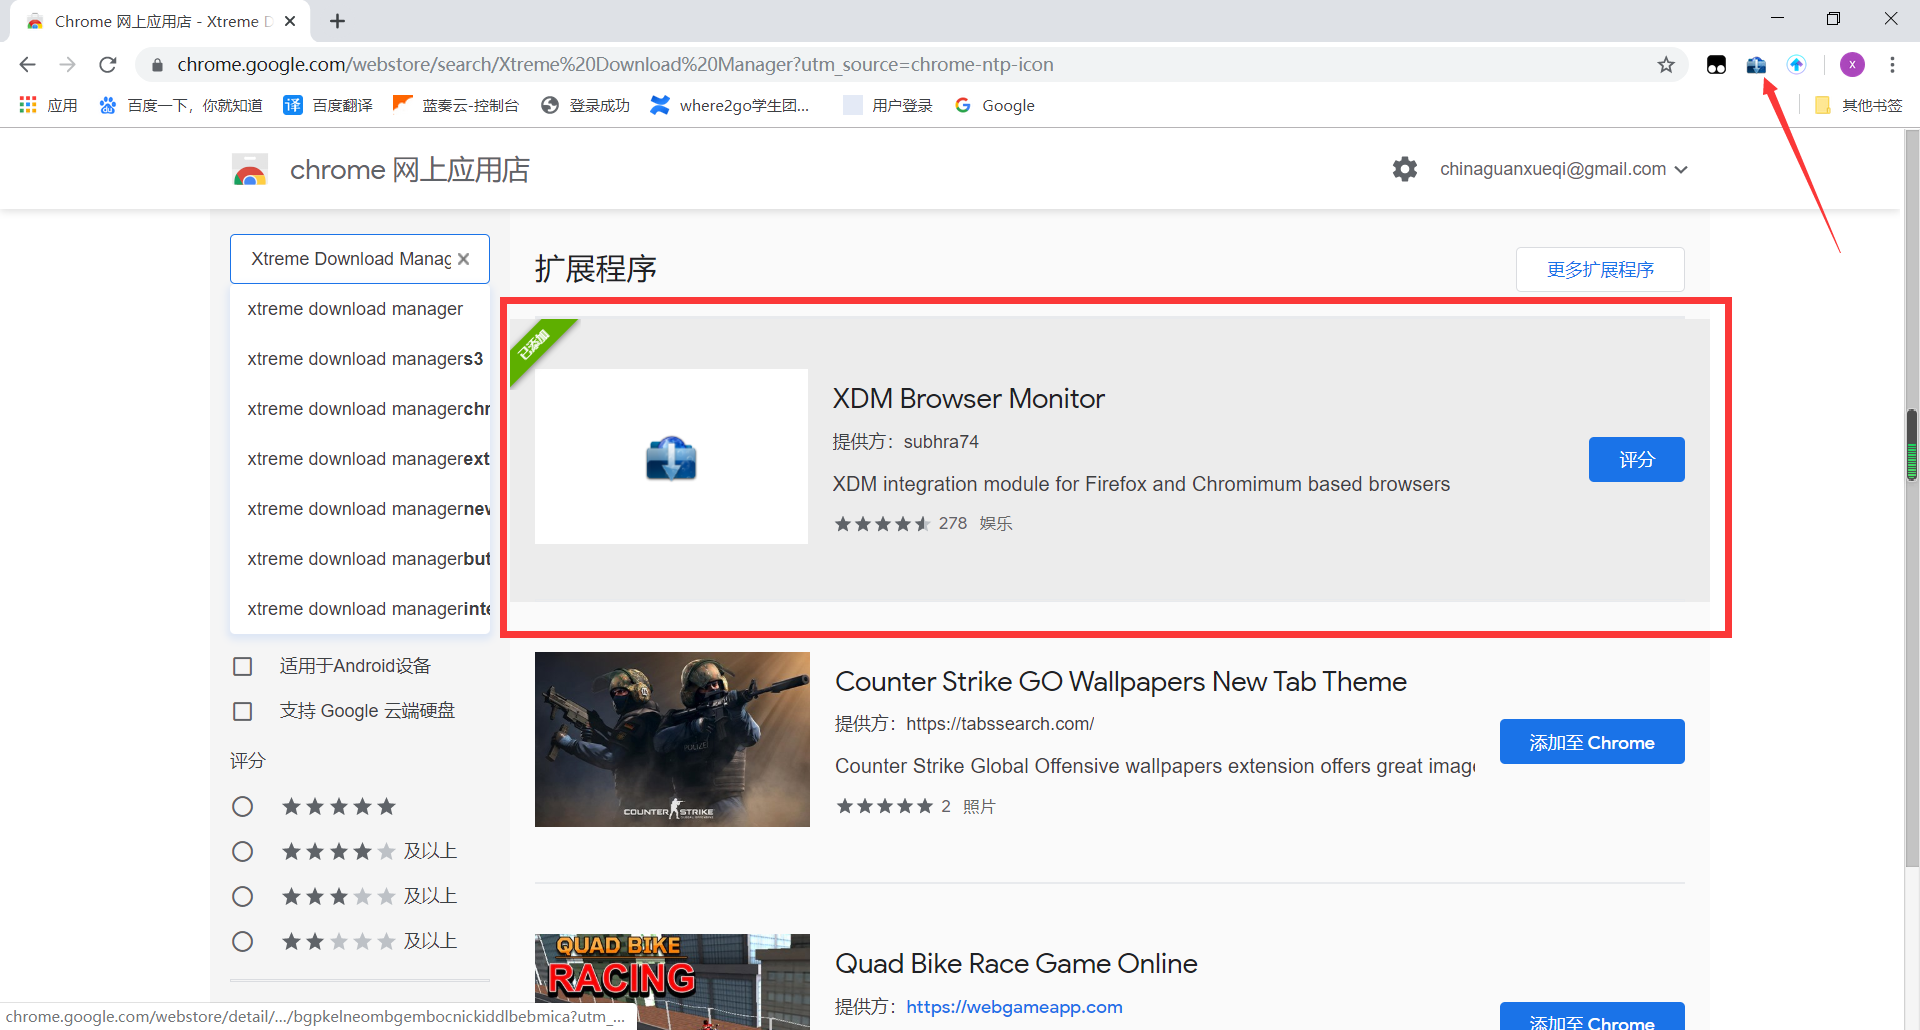 Chrome 网上应用店 - Xtreme D
chrome.google.com/webstore/search/Xtreme%20Download%20Manager?utm_source=chrome-ntp-icon
X
应用
百度一下，你就知道
译
百度翻译
蓝奏云-控制台
登录成功
where2go学生团...
用户登录
Google
其他书签
chrome 网上应用店
chinaguanxueqi@gmail.com
Xtreme Download Manag
扩展程序
更多扩展程序
xtreme download manager
xtreme download managers3
xtreme download managerchr
xtreme download managerext
xtreme download managernev
xtreme download managerbut
xtreme download managerinte
已添加
XDM Browser Monitor
提供方： subhra74
XDM integration module for Firefox and Chromimum based browsers
278 娱乐
评分
适用于Android设备
支持 Google 云端硬盘
评分
及以上
及以上
及以上
POLIZEI
COUNTER STRIKE
Counter Strike GO Wallpapers New Tab Theme
提供方： https://tabssearch.com/
Counter Strike Global Offensive wallpapers extension offers great image
2 照片
添加至 Chrome
QUAD BIKE
RACING
Quad Bike Race Game Online
提供方： https://webgameapp.com
添加至 Chrome
chrome.google.com/webstore/detail/.../bgpkelneombgembocnickiddlbebmica?utm_...